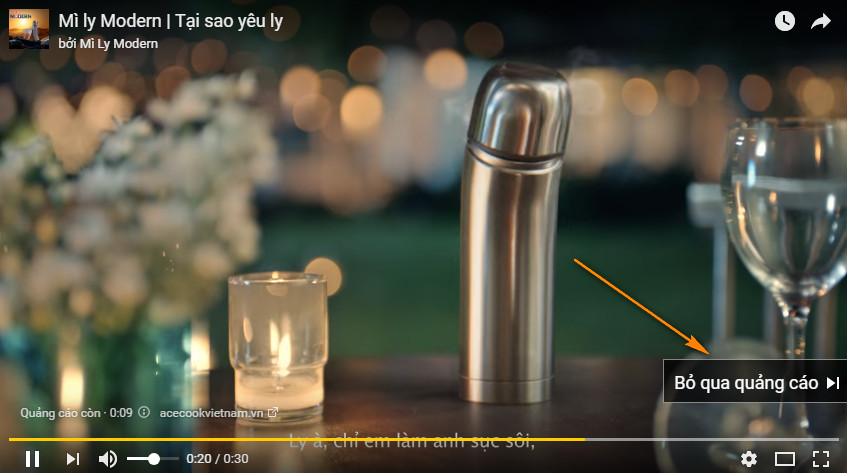 MODERN
Mì ly Modern | Tại sao yêu ly
bởi Mì Ly Modern
Bỏ qua quảng cáo
Quảng cáo còn · 0:09
acecookvietnam.vn
Ly à, chỉ em làm anh sục sôi,
0:20 / 0:30